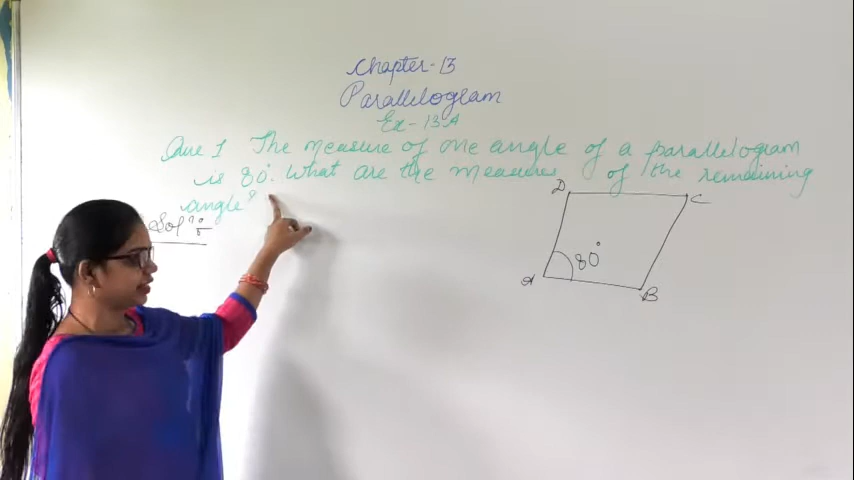 Chapter-13
Parallelogram
Ex-13A
Que 1 The measure of one angle of a parallelogram
is 80°. What are the measures of the remaining
angle?
Solⁿ
D
C
80°
A
B